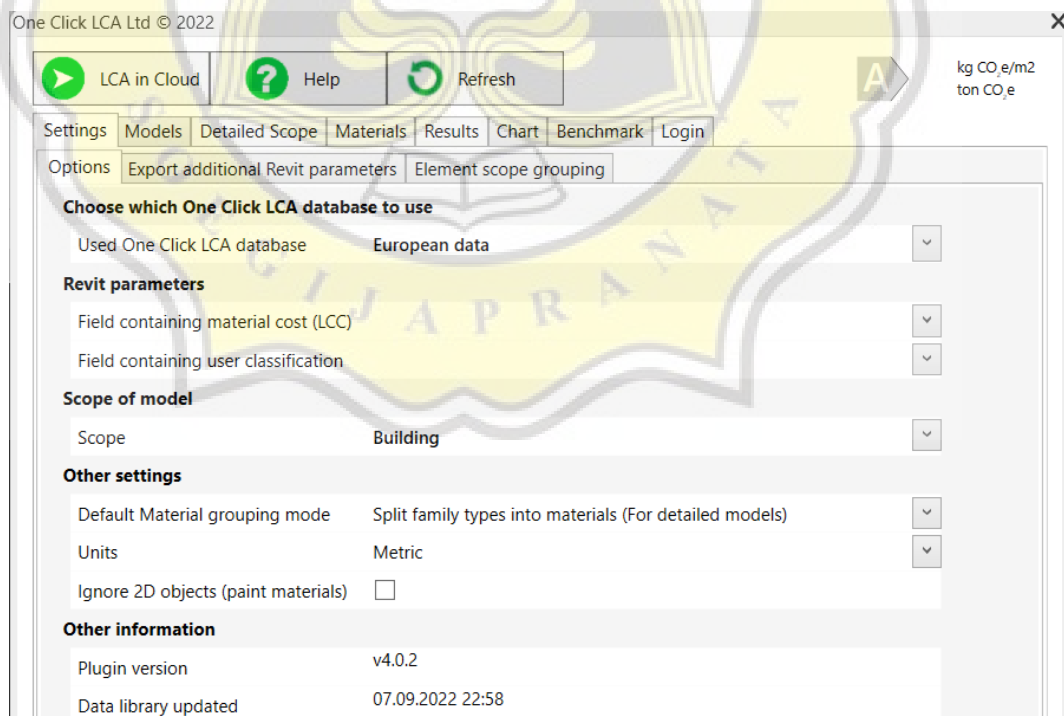 One Click LCA Ltd © 2022 X
LCA in Cloud Help Refresh A kg CO₂e/m2
ton CO₂e
Settings Models Detailed Scope Materials Results Chart Benchmark Login
Options Export additional Revit parameters Element scope grouping
Choose which One Click LCA database to use
Used One Click LCA database European data
Revit parameters
Field containing material cost (LCC)
Field containing user classification
Scope of model
Scope Building
Other settings
Default Material grouping mode Split family types into materials (For detailed models)
Units Metric
Ignore 2D objects (paint materials)
Other information
Plugin version v4.0.2
Data library updated 07.09.2022 22:58
SOEGIJAPRANATA